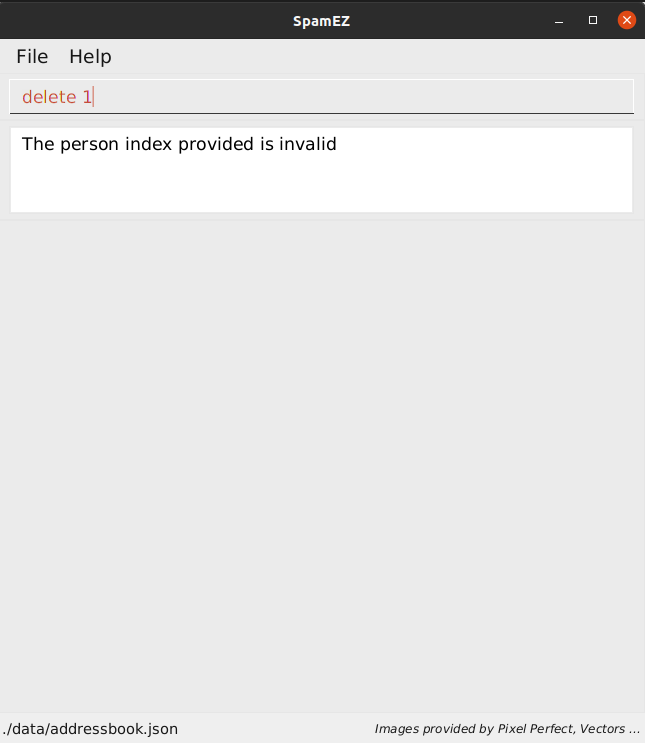 SpamEZ
File Help
delete 1
The person index provided is invalid
./data/addressbook.json
Images provided by Pixel Perfect, Vectors ...